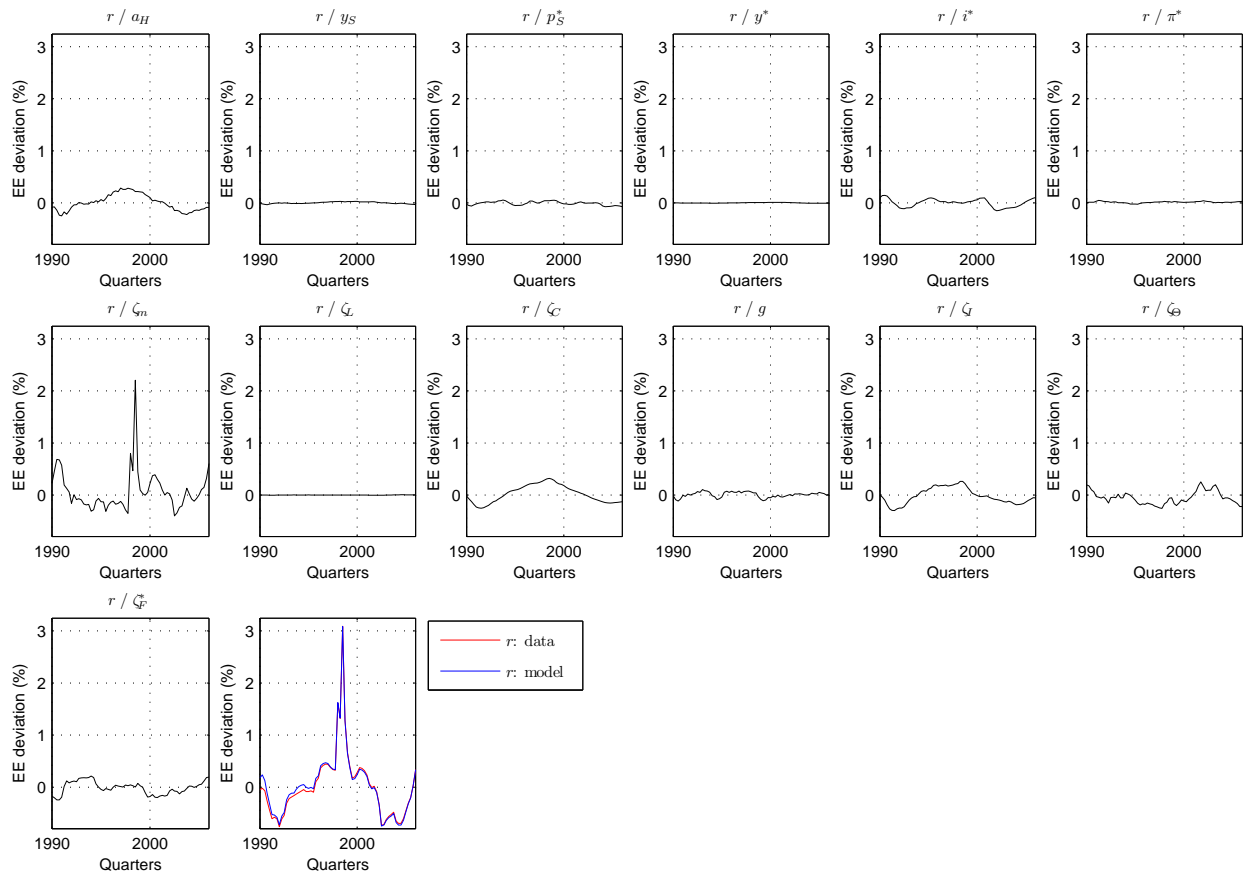 r / a_H
r / y_S
r / p_S^*
r / y^*
r / i^*
r / π^*
EE deviation (%)
3
2
1
0
1990
2000
Quarters
EE deviation (%)
3
2
1
0
1990
2000
Quarters
EE deviation (%)
3
2
1
0
1990
2000
Quarters
EE deviation (%)
3
2
1
0
1990
2000
Quarters
EE deviation (%)
3
2
1
0
1990
2000
Quarters
EE deviation (%)
3
2
1
0
1990
2000
Quarters
r / ζ_m
r / ζ_L
r / ζ_C
r / g
r / ζ_I
r / ζ_Θ
EE deviation (%)
3
2
1
0
1990
2000
Quarters
EE deviation (%)
3
2
1
0
1990
2000
Quarters
EE deviation (%)
3
2
1
0
1990
2000
Quarters
EE deviation (%)
3
2
1
0
1990
2000
Quarters
EE deviation (%)
3
2
1
0
1990
2000
Quarters
EE deviation (%)
3
2
1
0
1990
2000
Quarters
r / ζ_F^*
EE deviation (%)
3
2
1
0
1990
2000
Quarters
EE deviation (%)
3
2
1
0
1990
2000
Quarters
r: data
r: model